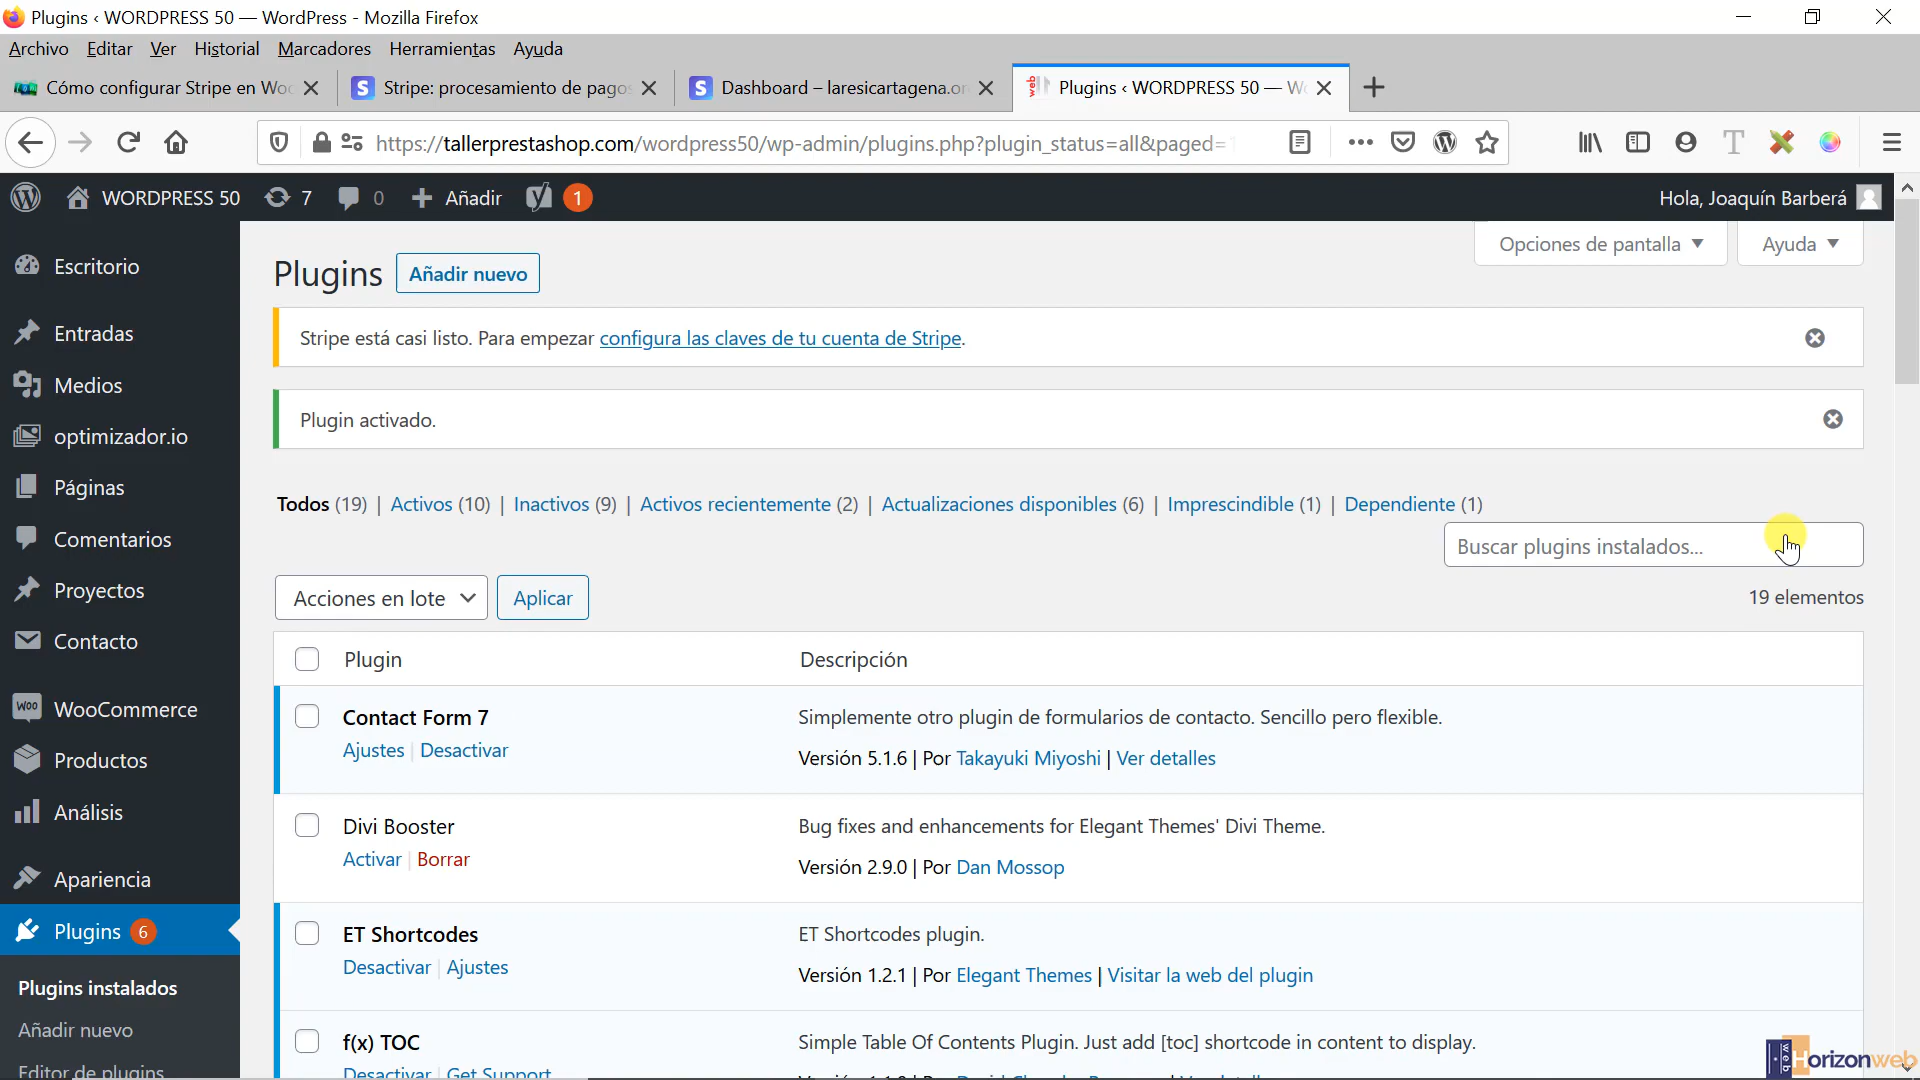 Plugins ‹ WORDPRESS 50 — WordPress - Mozilla Firefox
Archivo Editar Ver Historial Marcadores Herramientas Ayuda
Cómo configurar Stripe en Woo
Stripe: procesamiento de pagos
Dashboard – laresicartagena.or
Plugins ‹ WORDPRESS 50 — W
https://tallerprestashop.com/wordpress50/wp-admin/plugins.php?plugin_status=all&paged=
WORDPRESS 50 7 0 Añadir 1 Hola, Joaquín Barberá
Opciones de pantalla Ayuda
Escritorio
Entradas
Medios
optimizador.io
Páginas
Comentarios
Proyectos
Contacto
WooCommerce
Productos
Análisis
Apariencia
Plugins 6
Plugins instalados
Añadir nuevo
Editor de plugins
Plugins Añadir nuevo
Stripe está casi listo. Para empezar configura las claves de tu cuenta de Stripe.
Plugin activado.
Todos (19) | Activos (10) | Inactivos (9) | Activos recientemente (2) | Actualizaciones disponibles (6) | Imprescindible (1) | Dependiente (1)
Buscar plugins instalados...
Acciones en lote Aplicar 19 elementos
Plugin Descripción
Contact Form 7
Ajustes | Desactivar
Simplemente otro plugin de formularios de contacto. Sencillo pero flexible.
Versión 5.1.6 | Por Takayuki Miyoshi | Ver detalles
Divi Booster
Activar | Borrar
Bug fixes and enhancements for Elegant Themes' Divi Theme.
Versión 2.9.0 | Por Dan Mossop
ET Shortcodes
Desactivar | Ajustes
ET Shortcodes plugin.
Versión 1.2.1 | Por Elegant Themes | Visitar la web del plugin
f(x) TOC
Desactivar | Get Support
Simple Table Of Contents Plugin. Just add [toc] shortcode in content to display.
web Horizonweb